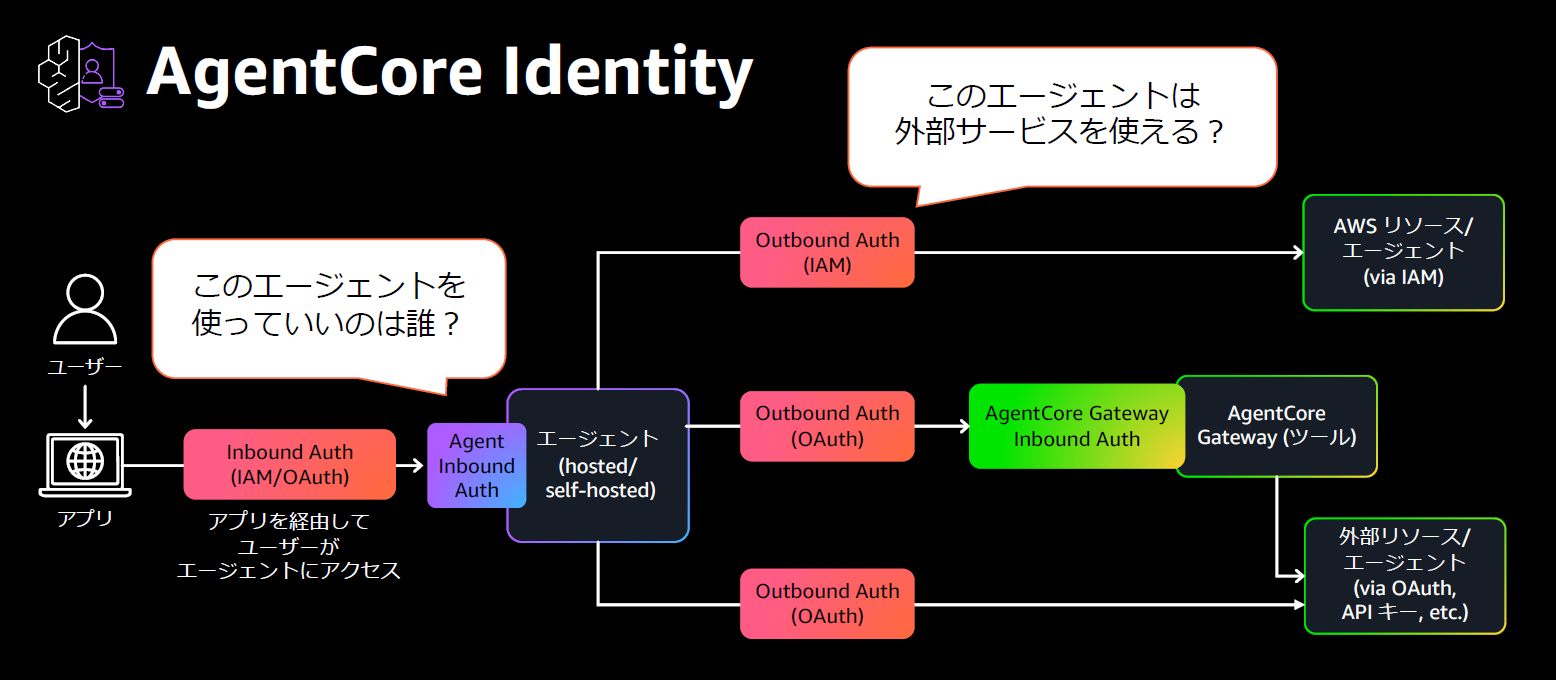 AgentCore Identity
このエージェントは
外部サービスを使える？
このエージェントを
使っていいのは誰？
ユーザー
アプリ
Inbound Auth
(IAM/OAuth)
アプリを経由して
ユーザーが
エージェントにアクセス
Agent
Inbound
Auth
エージェント
(hosted/
self-hosted)
Outbound Auth
(IAM)
AWS リソース/
エージェント
(via IAM)
Outbound Auth
(OAuth)
AgentCore Gateway
Inbound Auth
AgentCore
Gateway (ツール)
Outbound Auth
(OAuth)
外部リソース/
エージェント
(via OAuth,
API キー, etc.)